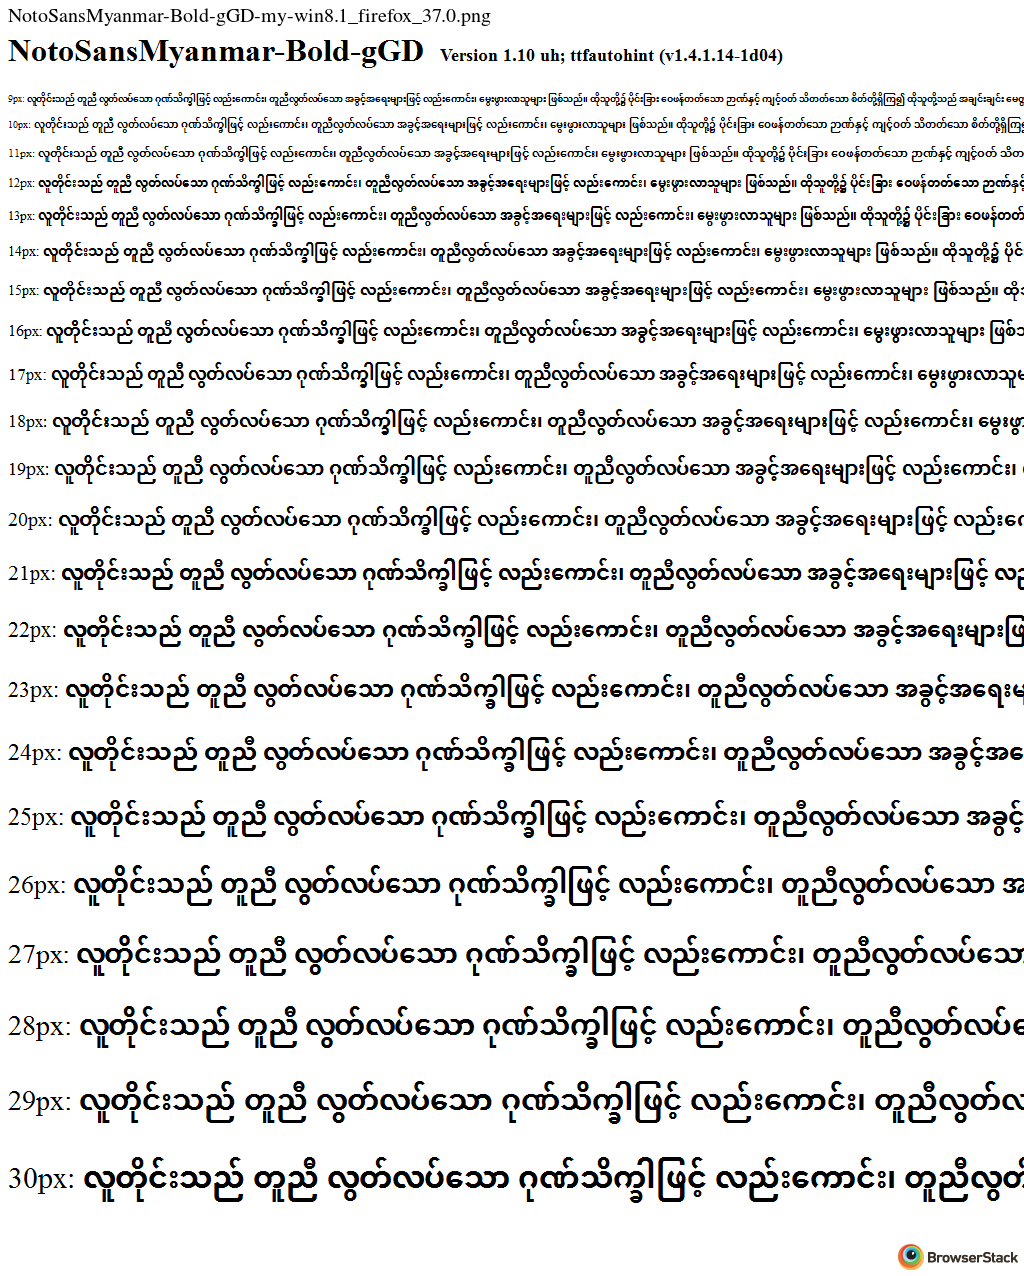 NotoSansMyanmar-Bold-gGD-my-win8.1_firefox_37.0.png
NotoSansMyanmar-Bold-gGD Version 1.10 uh; ttfautohint (v1.4.1.14-1d04)
9px: လူတိုင်းသည် တူညီ လွတ်လပ်သော ဂုဏ်သိက္ခါဖြင့် လည်းကောင်း၊ တူညီလွတ်လပ်သော အခွင့်အရေးများဖြင့် လည်းကောင်း၊ မွေးဖွားလာသူများ ဖြစ်သည်။ ထိုသူတို့၌ ပိုင်းခြား ဝေဖန်တတ်သော ဉာဏ်နှင့် ကျင့်ဝတ် သိတတ်သော စိတ်တို့ရှိကြ၍ ထိုသူတို့သည် အချင်းချင်း
10px: လူတိုင်းသည် တူညီ လွတ်လပ်သော ဂုဏ်သိက္ခါဖြင့် လည်းကောင်း၊ တူညီလွတ်လပ်သော အခွင့်အရေးများဖြင့် လည်းကောင်း၊ မွေးဖွားလာသူများ ဖြစ်သည်။ ထိုသူတို့၌ ပိုင်းခြား ဝေဖန်တတ်သော ဉာဏ်နှင့် ကျင့်ဝတ် သိတတ်သော
11px: လူတိုင်းသည် တူညီ လွတ်လပ်သော ဂုဏ်သိက္ခါဖြင့် လည်းကောင်း၊ တူညီလွတ်လပ်သော အခွင့်အရေးများဖြင့် လည်းကောင်း၊ မွေးဖွားလာသူများ ဖြစ်သည်။ ထိုသူတို့၌ ပိုင်းခြား ဝေဖန်တတ်သော ဉာဏ်နှင့် ကျင့်ဝတ်
12px: လူတိုင်းသည် တူညီ လွတ်လပ်သော ဂုဏ်သိက္ခါဖြင့် လည်းကောင်း၊ တူညီလွတ်လပ်သော အခွင့်အရေးများဖြင့် လည်းကောင်း၊ မွေးဖွားလာသူများ ဖြစ်သည်။ ထိုသူတို့၌ ပိုင်းခြား ဝေဖန်တတ်သော ဉာဏ်နှင့်
13px: လူတိုင်းသည် တူညီ လွတ်လပ်သော ဂုဏ်သိက္ခါဖြင့် လည်းကောင်း၊ တူညီလွတ်လပ်သော အခွင့်အရေးများဖြင့် လည်းကောင်း၊ မွေးဖွားလာသူများ ဖြစ်သည်။ ထိုသူတို့၌ ပိုင်းခြား ဝေဖန်တ
14px: လူတိုင်းသည် တူညီ လွတ်လပ်သော ဂုဏ်သိက္ခါဖြင့် လည်းကောင်း၊ တူညီလွတ်လပ်သော အခွင့်အရေးများဖြင့် လည်းကောင်း၊ မွေးဖွားလာသူများ ဖြစ်သည်။ ထိုသူတို့၌ ပိုင်း
15px: လူတိုင်းသည် တူညီ လွတ်လပ်သော ဂုဏ်သိက္ခါဖြင့် လည်းကောင်း၊ တူညီလွတ်လပ်သော အခွင့်အရေးများဖြင့် လည်းကောင်း၊ မွေးဖွားလာသူများ ဖြစ်သည်။ ထို
16px: လူတိုင်းသည် တူညီ လွတ်လပ်သော ဂုဏ်သိက္ခါဖြင့် လည်းကောင်း၊ တူညီလွတ်လပ်သော အခွင့်အရေးများဖြင့် လည်းကောင်း၊ မွေးဖွားလာသူများ ဖြစ်
17px: လူတိုင်းသည် တူညီ လွတ်လပ်သော ဂုဏ်သိက္ခါဖြင့် လည်းကောင်း၊ တူညီလွတ်လပ်သော အခွင့်အရေးများဖြင့် လည်းကောင်း၊ မွေးဖွားလာသူ
18px: လူတိုင်းသည် တူညီ လွတ်လပ်သော ဂုဏ်သိက္ခါဖြင့် လည်းကောင်း၊ တူညီလွတ်လပ်သော အခွင့်အရေးများဖြင့် လည်းကောင်း၊ မွေးဖွာ
19px: လူတိုင်းသည် တူညီ လွတ်လပ်သော ဂုဏ်သိက္ခါဖြင့် လည်းကောင်း၊ တူညီလွတ်လပ်သော အခွင့်အရေးများဖြင့် လည်းကောင်း၊
20px: လူတိုင်းသည် တူညီ လွတ်လပ်သော ဂုဏ်သိက္ခါဖြင့် လည်းကောင်း၊ တူညီလွတ်လပ်သော အခွင့်အရေးများဖြင့် လည်းကေ
21px: လူတိုင်းသည် တူညီ လွတ်လပ်သော ဂုဏ်သိက္ခါဖြင့် လည်းကောင်း၊ တူညီလွတ်လပ်သော အခွင့်အရေးများဖြင့် လည
22px: လူတိုင်းသည် တူညီ လွတ်လပ်သော ဂုဏ်သိက္ခါဖြင့် လည်းကောင်း၊ တူညီလွတ်လပ်သော အခွင့်အရေးများဖြ
23px: လူတိုင်းသည် တူညီ လွတ်လပ်သော ဂုဏ်သိက္ခါဖြင့် လည်းကောင်း၊ တူညီလွတ်လပ်သော အခွင့်အရေးမ
24px: လူတိုင်းသည် တူညီ လွတ်လပ်သော ဂုဏ်သိက္ခါဖြင့် လည်းကောင်း၊ တူညီလွတ်လပ်သော အခွင့်အ
25px: လူတိုင်းသည် တူညီ လွတ်လပ်သော ဂုဏ်သိက္ခါဖြင့် လည်းကောင်း၊ တူညီလွတ်လပ်သော အခွင့်
26px: လူတိုင်းသည် တူညီ လွတ်လပ်သော ဂုဏ်သိက္ခါဖြင့် လည်းကောင်း၊ တူညီလွတ်လပ်သော အ
27px: လူတိုင်းသည် တူညီ လွတ်လပ်သော ဂုဏ်သိက္ခါဖြင့် လည်းကောင်း၊ တူညီလွတ်လပ်သော
28px: လူတိုင်းသည် တူညီ လွတ်လပ်သော ဂုဏ်သိက္ခါဖြင့် လည်းကောင်း၊ တူညီလွတ်လပ်
29px: လူတိုင်းသည် တူညီ လွတ်လပ်သော ဂုဏ်သိက္ခါဖြင့် လည်းကောင်း၊ တူညီလွတ်လ
30px: လူတိုင်းသည် တူညီ လွတ်လပ်သော ဂုဏ်သိက္ခါဖြင့် လည်းကောင်း၊ တူညီလွတ်
BrowserStack